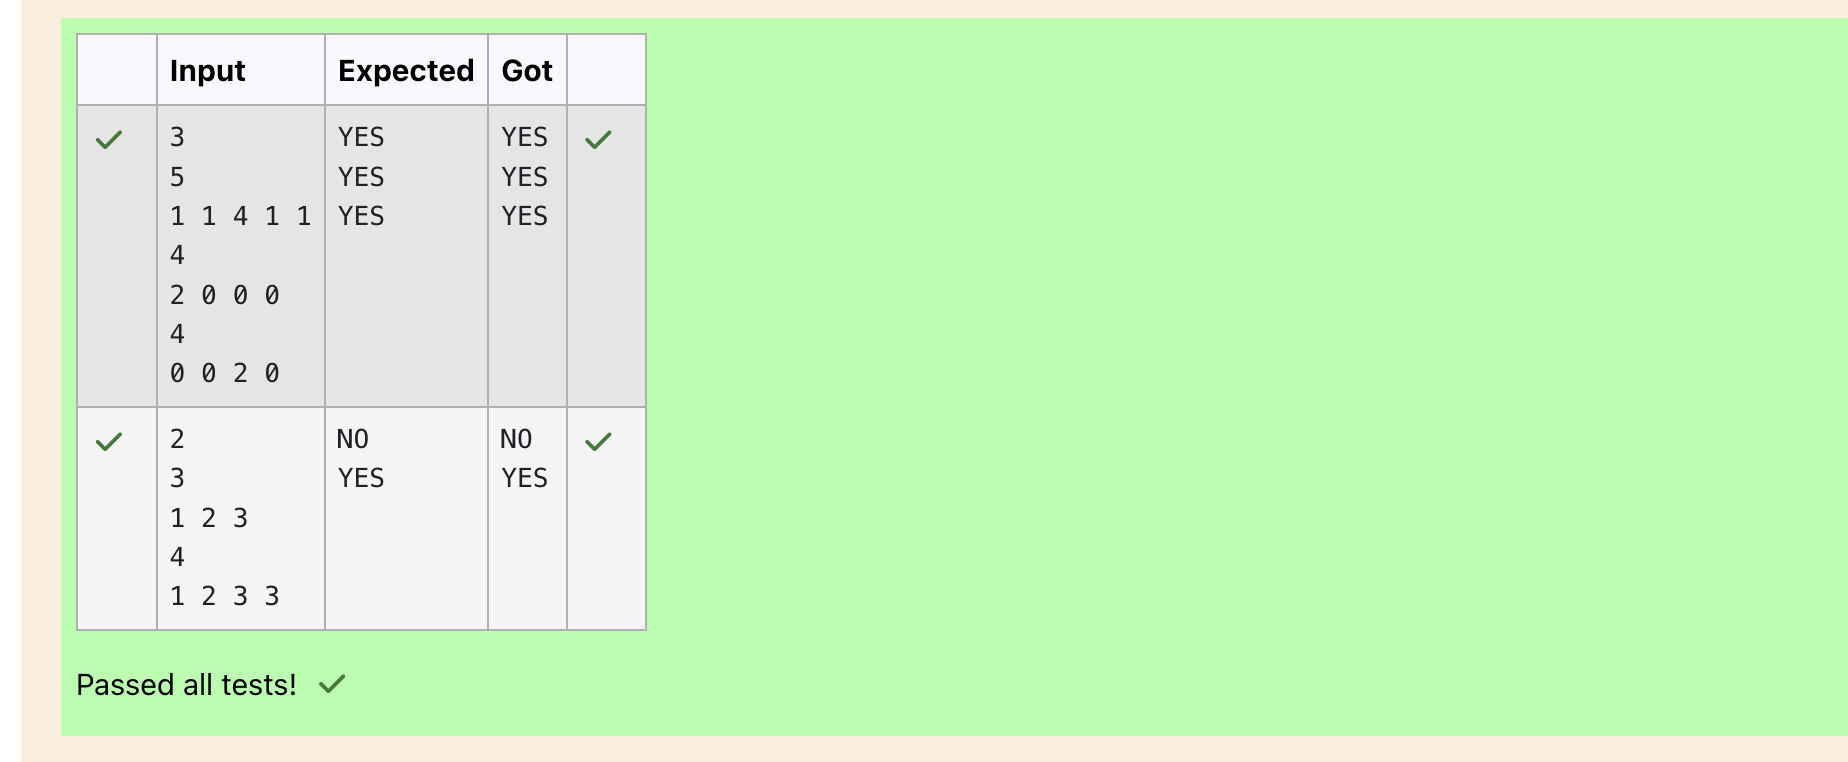 Input Expected Got
3 YES YES
5 YES YES
1 1 4 1 1 YES YES
4
2 0 0 0
4
0 0 2 0
2 NO NO
3 YES YES
1 2 3
4
1 2 3 3
Passed all tests!